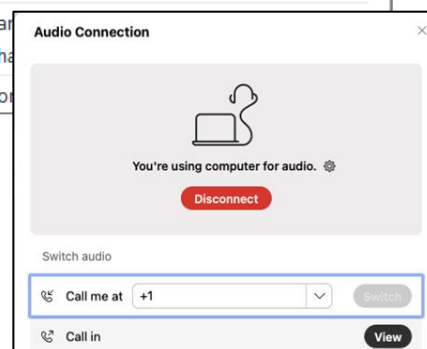 Audio Connection
You're using computer for audio.
Disconnect
Switch audio
Call me at +1 Switch
Call in View